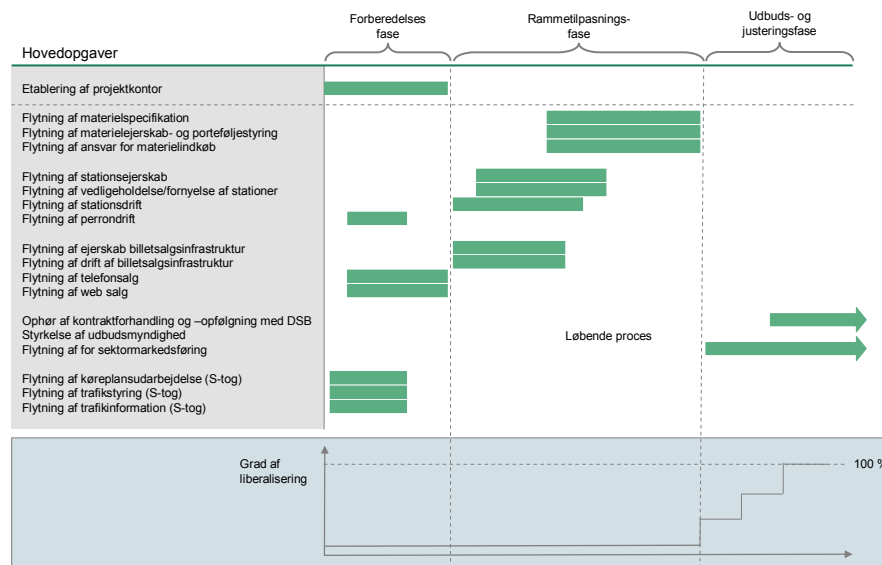 Forberedelses
fase
Rammetilpasnings-
fase
Udbuds- og
justeringsfase
Hovedopgaver
Etablering af projektkontor
Flytning af materielspecifikation
Flytning af materielejerskab- og porteføljestyring
Flytning af ansvar for materielindkøb
Flytning af stationsejerskab
Flytning af vedligeholdelse/fornyelse af stationer
Flytning af stationsdrift
Flytning af perrondrift
Flytning af ejerskab billetsalgsinfrastruktur
Flytning af drift af billetsalgsinfrastruktur
Flytning af telefonsalg
Flytning af web salg
Ophør af kontraktforhandling og –opfølgning med DSB
Styrkelse af udbudsmyndighed
Løbende proces
Flytning af for sektormarkedsføring
Flytning af køreplansudarbejdelse (S-tog)
Flytning af trafikstyring (S-tog)
Flytning af trafikinformation (S-tog)
Grad af
liberalisering
100 %